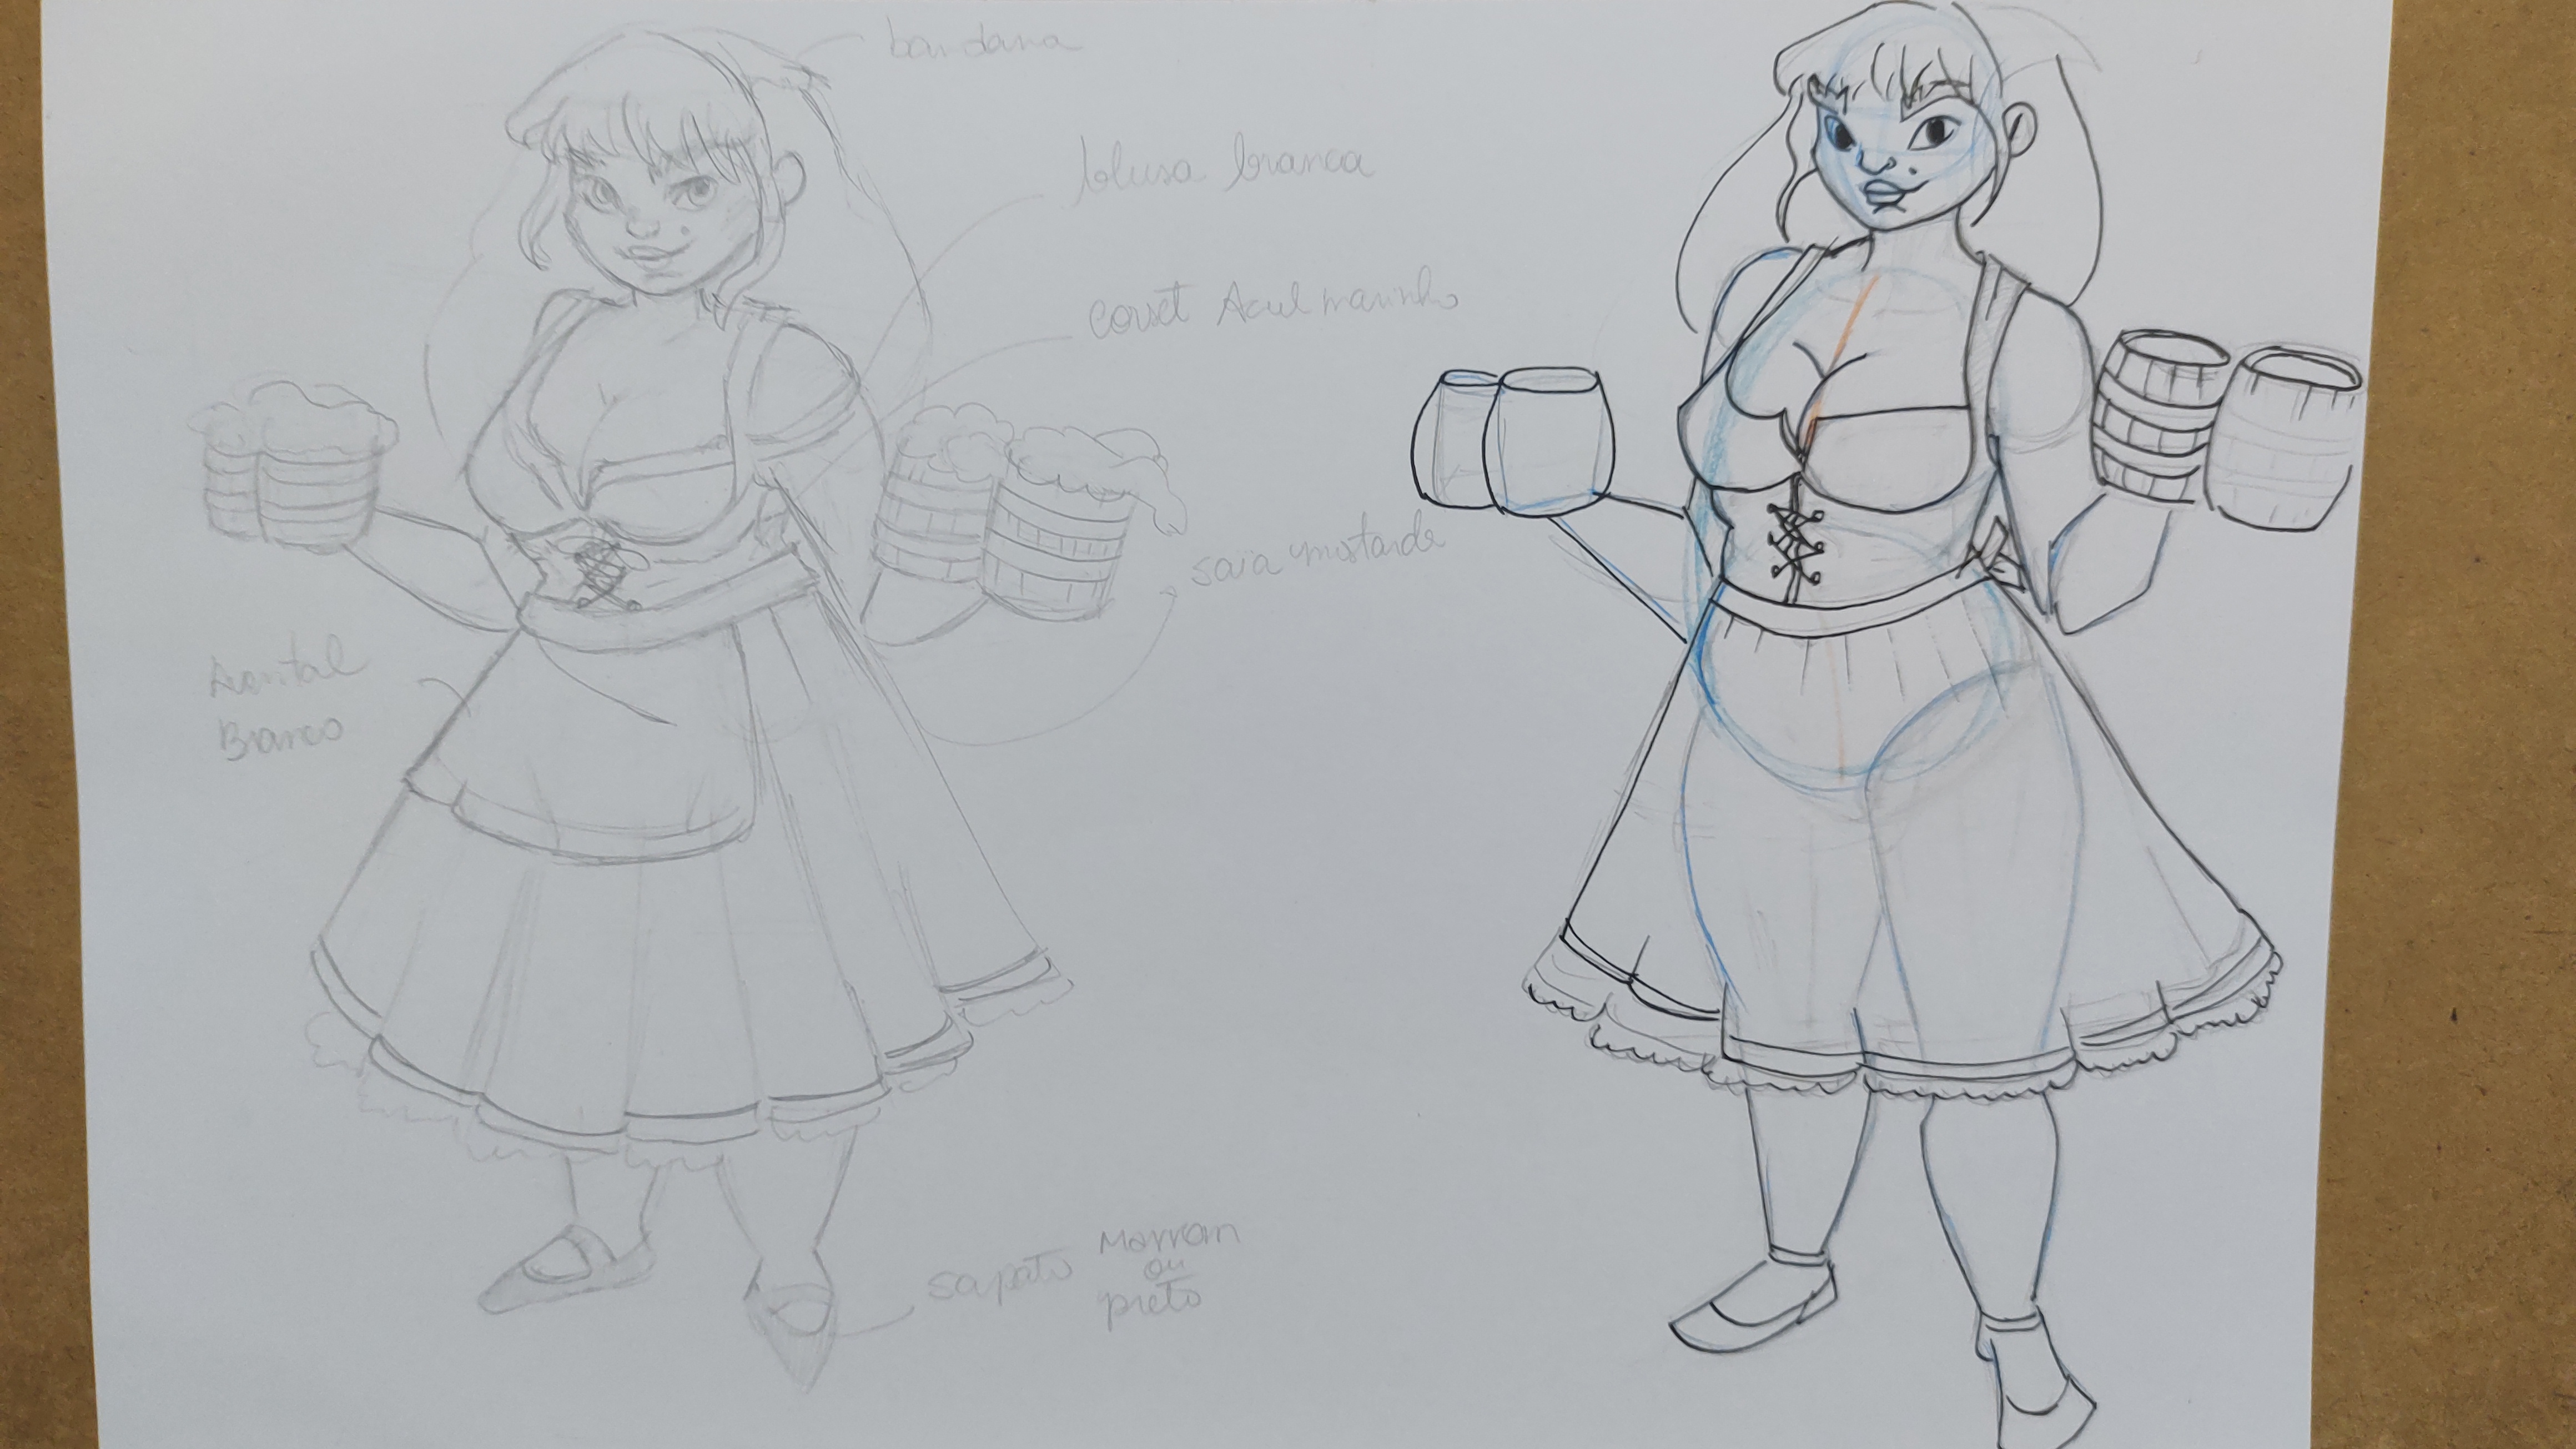 bandana
blusa branca
corset Azul marinho
saia mostarda
Avental
Branco
sapato Marrom
ou
preto